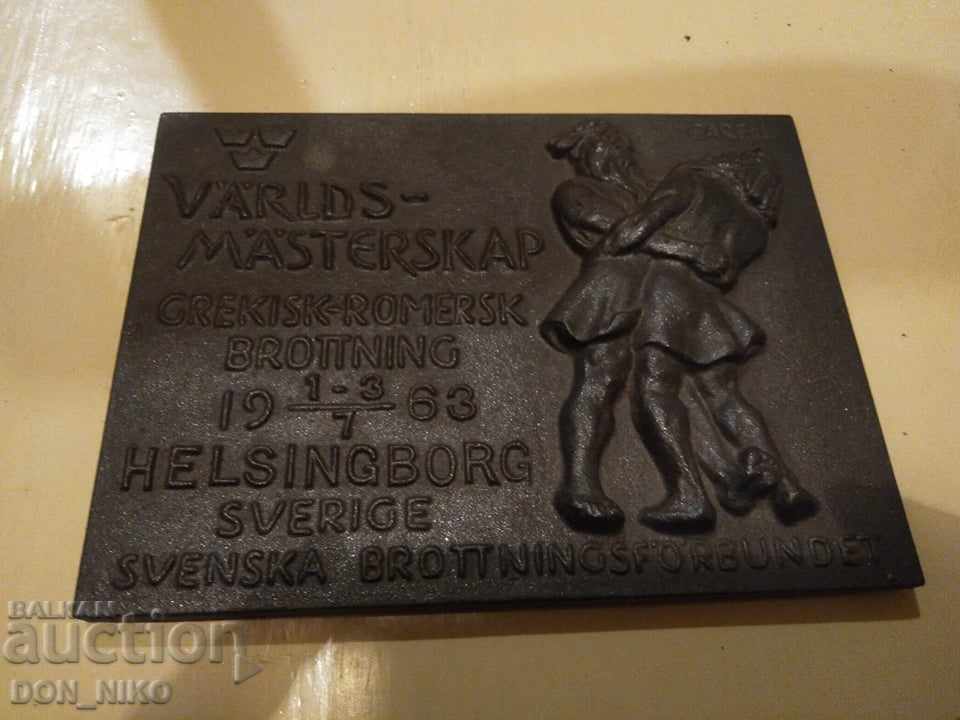 VÄRLDS-
MÄSTERSKAP
GREKISK-ROMERSK
BROTTNING
19 1-3/7 63
HELSINGBORG
SVERIGE
SVENSKA BROTTNINGSFÖRBUNDET
BALKAN
auction
DON_NIKO